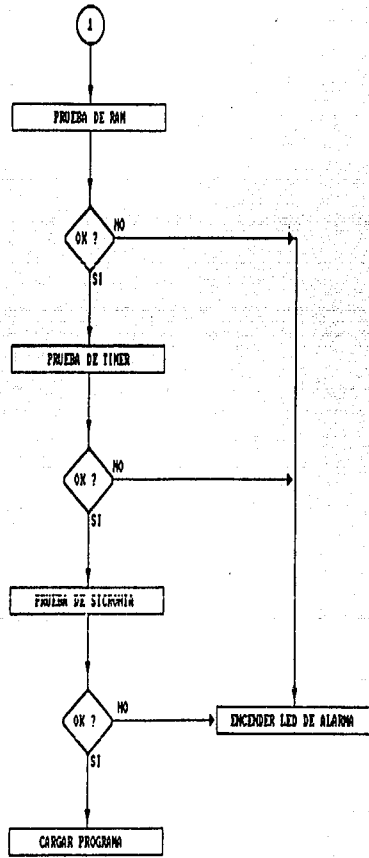 1
PRUEBA DE RAM
OK ?
NO
SI
PRUEBA DE TIMER
OK ?
NO
SI
PRUEBA DE SICRONIA
OK ?
NO
ENCENDER LED DE ALARMA
SI
CARGAR PROGRAMA